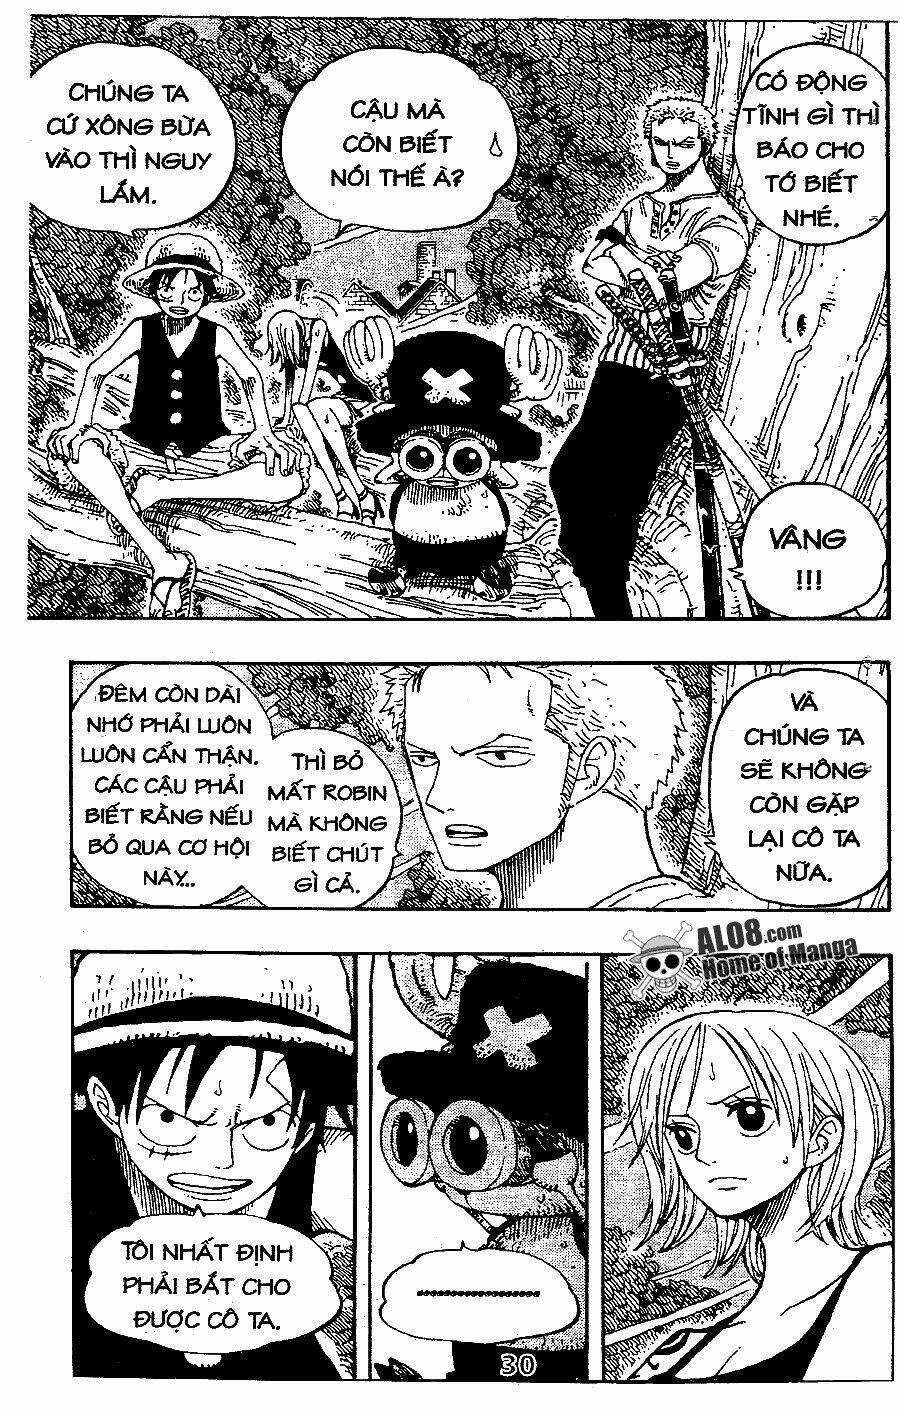 CÓ ĐỘNG
TĨNH GÌ THÌ
BÁO CHO
TỚ BIẾT
NHÉ.
CẬU MÀ
CÒN BIẾT
NÓI THẾ À?
CHÚNG TA
CỨ XÔNG BỪA
VÀO THÌ NGUY
LẮM.
VÂNG
!!!
VÀ
CHÚNG TA
SẼ KHÔNG
CÒN GẶP
LẠI CÔ TA
NỮA.
THÌ BỎ
MẤT ROBIN
MÀ KHÔNG
BIẾT CHÚT
GÌ CẢ.
ĐÊM CÒN DÀI
NHỚ PHẢI LUÔN
LUÔN CẨN THẬN.
CÁC CẬU PHẢI
BIẾT RẰNG NẾU
BỎ QUA CƠ HỘI
NÀY...
ALO8.com
Home of Manga
....................
TÔI NHẤT ĐỊNH
PHẢI BẮT CHO
ĐƯỢC CÔ TA.
30